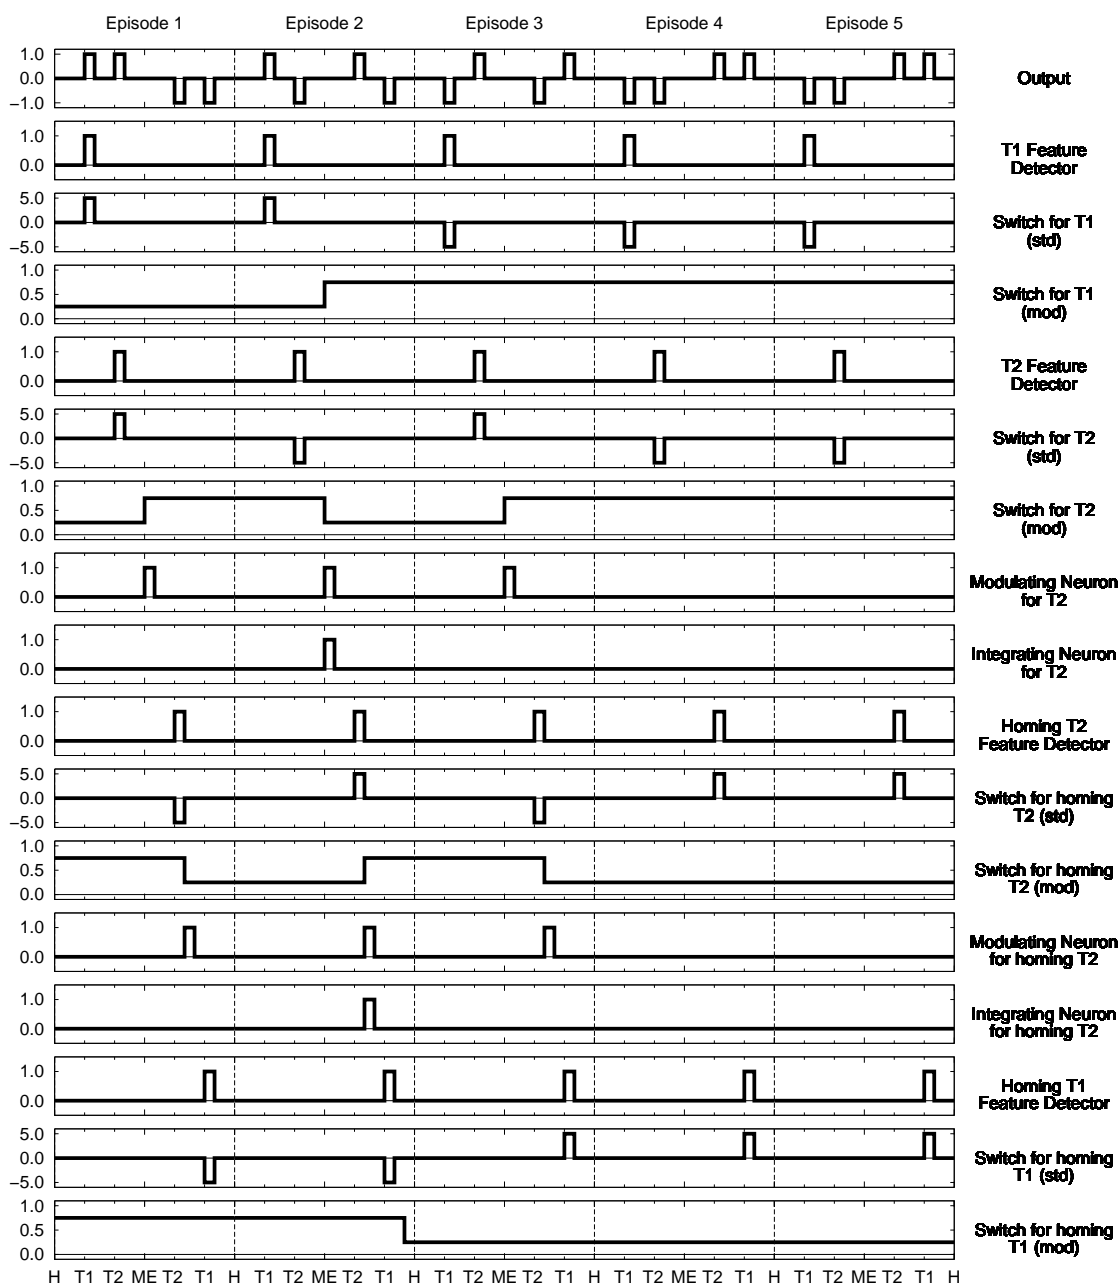 Episode 1 Episode 2 Episode 3 Episode 4 Episode 5
1.0
0.0
−1.0
Output
1.0
0.0
T1 Feature
Detector
5.0
0.0
−5.0
Switch for T1
(std)
1.0
0.5
0.0
Switch for T1
(mod)
1.0
0.0
T2 Feature
Detector
5.0
0.0
−5.0
Switch for T2
(std)
1.0
0.5
0.0
Switch for T2
(mod)
1.0
0.0
Modulating Neuron
for T2
1.0
0.0
Integrating Neuron
for T2
1.0
0.0
Homing T2
Feature Detector
5.0
0.0
−5.0
Switch for homing
T2 (std)
1.0
0.5
0.0
Switch for homing
T2 (mod)
1.0
0.0
Modulating Neuron
for homing T2
1.0
0.0
Integrating Neuron
for homing T2
1.0
0.0
Homing T1
Feature Detector
5.0
0.0
−5.0
Switch for homing
T1 (std)
1.0
0.5
0.0
Switch for homing
T1 (mod)
H T1 T2 ME T2 T1 H T1 T2 ME T2 T1 H T1 T2 ME T2 T1 H T1 T2 ME T2 T1 H T1 T2 ME T2 T1 H